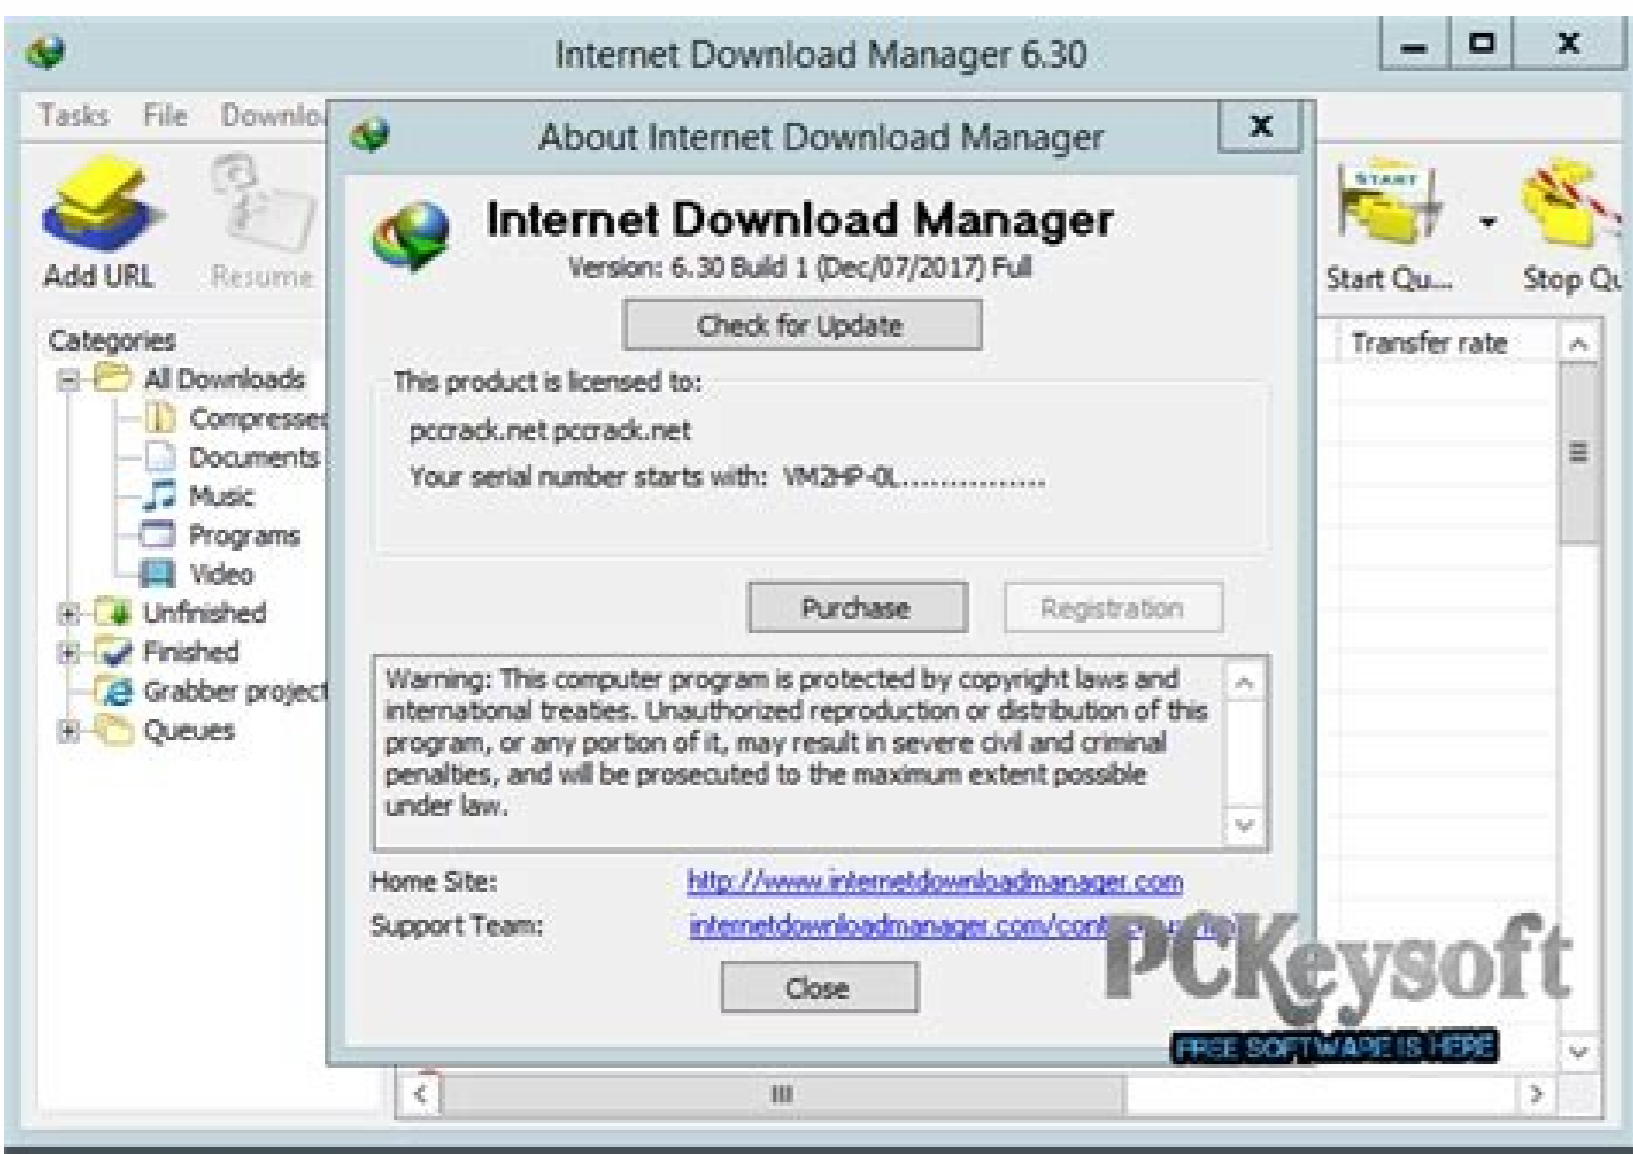 Internet Download Manager 6.30
Tasks File Downlo
About Internet Download Manager
Add URL
Resume
Internet Download Manager
Version: 6.30 Build 1 (Dec/07/2017) Full
Check for Update
START
Start Qu...
Stop Qu
Categories
All Downloads
Compressed
Documents
Music
Programs
Video
Unfinished
Finished
Grabber project
Queues
This product is licensed to:
pccrack.net pccrack.net
Your serial number starts with: VM2HP-0L...............
Transfer rate
Purchase
Registration
Warning: This computer program is protected by copyright laws and
international treaties. Unauthorized reproduction or distribution of this
program, or any portion of it, may result in severe civil and criminal
penalties, and will be prosecuted to the maximum extent possible
under law.
Home Site: http://www.internetdownloadmanager.com
Support Team: internetdownloadmanager.com/cont
Close
PCKeysoft
FREE SOFTWARE IS HERE